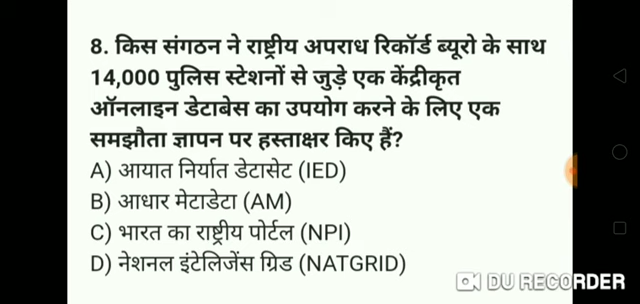 8. किस संगठन ने राष्ट्रीय अपराध रिकॉर्ड ब्यूरो के साथ
14,000 पुलिस स्टेशनों से जुड़े एक केंद्रीकृत
ऑनलाइन डेटाबेस का उपयोग करने के लिए एक
समझौता ज्ञापन पर हस्ताक्षर किए हैं?
A) आयात निर्यात डेटासेट (IED)
B) आधार मेटाडेटा (AM)
C) भारत का राष्ट्रीय पोर्टल (NPI)
D) नेशनल इंटेलिजेंस ग्रिड (NATGRID)
DU RECORDER